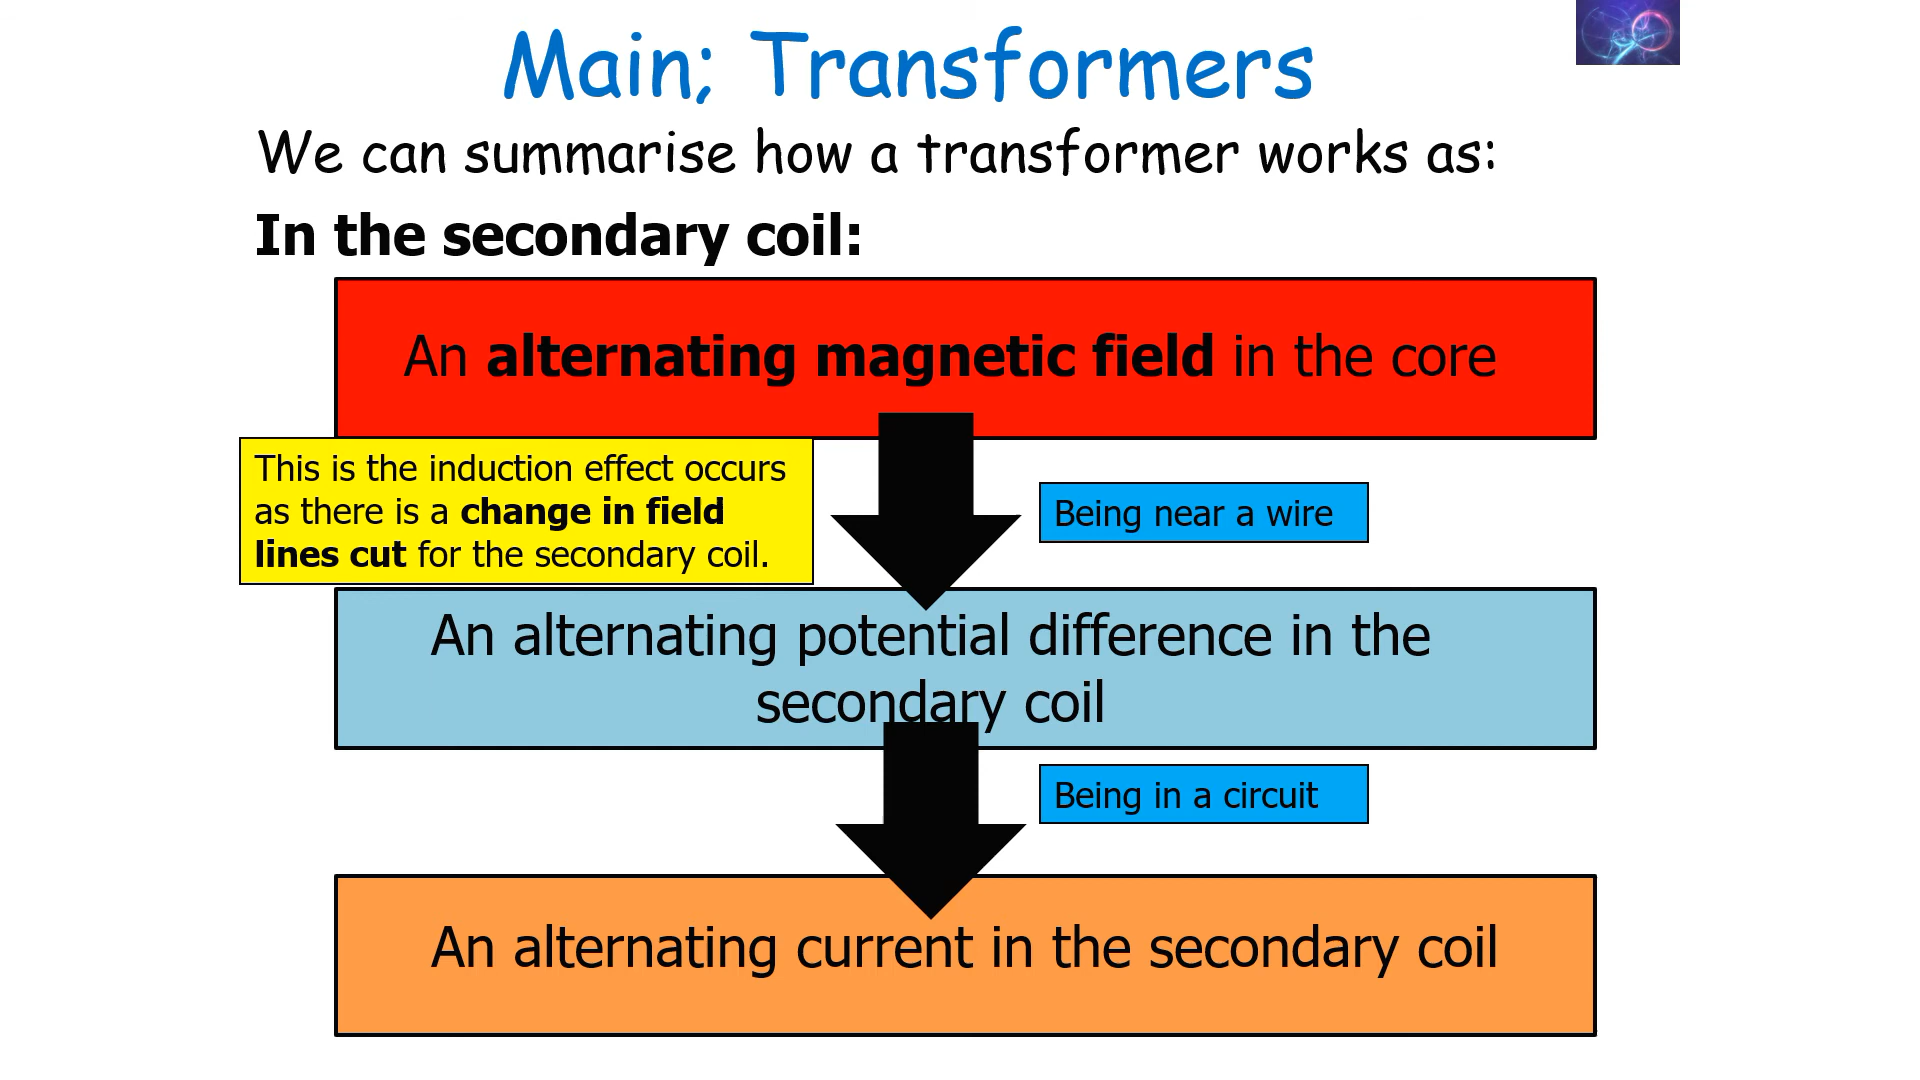 Main; Transformers
We can summarise how a transformer works as:
In the secondary coil:
An alternating magnetic field in the core
This is the induction effect occurs
as there is a change in field
lines cut for the secondary coil.
Being near a wire
An alternating potential difference in the
secondary coil
Being in a circuit
An alternating current in the secondary coil